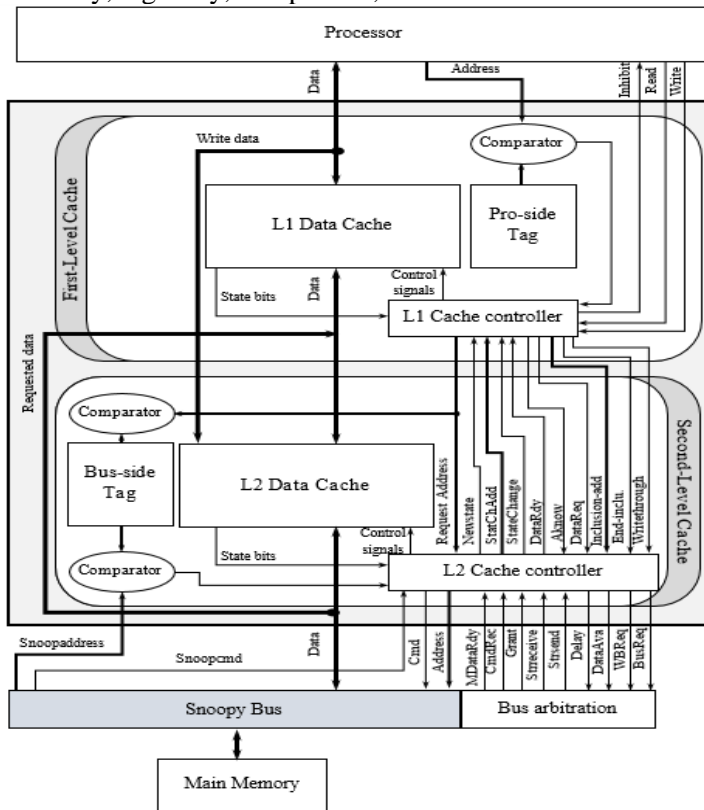 Processor
Data
Address
Inhibit
Read
Write
Write data
Comparator
First-Level Cache
L1 Data Cache
Pro-side
Tag
State bits
Data
Control
signals
L1 Cache controller
Requested data
Comparator
Second-Level Cache
Bus-side
Tag
L2 Data Cache
Request Address
Newstate
StatChAdd
StateChange
DataRdy
Aknow
DataReq
Inclusion-add
End-inclu.
Writethrough
Control
signals
State bits
Comparator
L2 Cache controller
Snoopaddress
Snoopcmd
Data
Cmd
Address
MDataRdy
CmdRec
Grant
Strreceive
Strsend
Delay
DataAva
WBReq
BusReq
Snoopy Bus
Bus arbitration
Main Memory